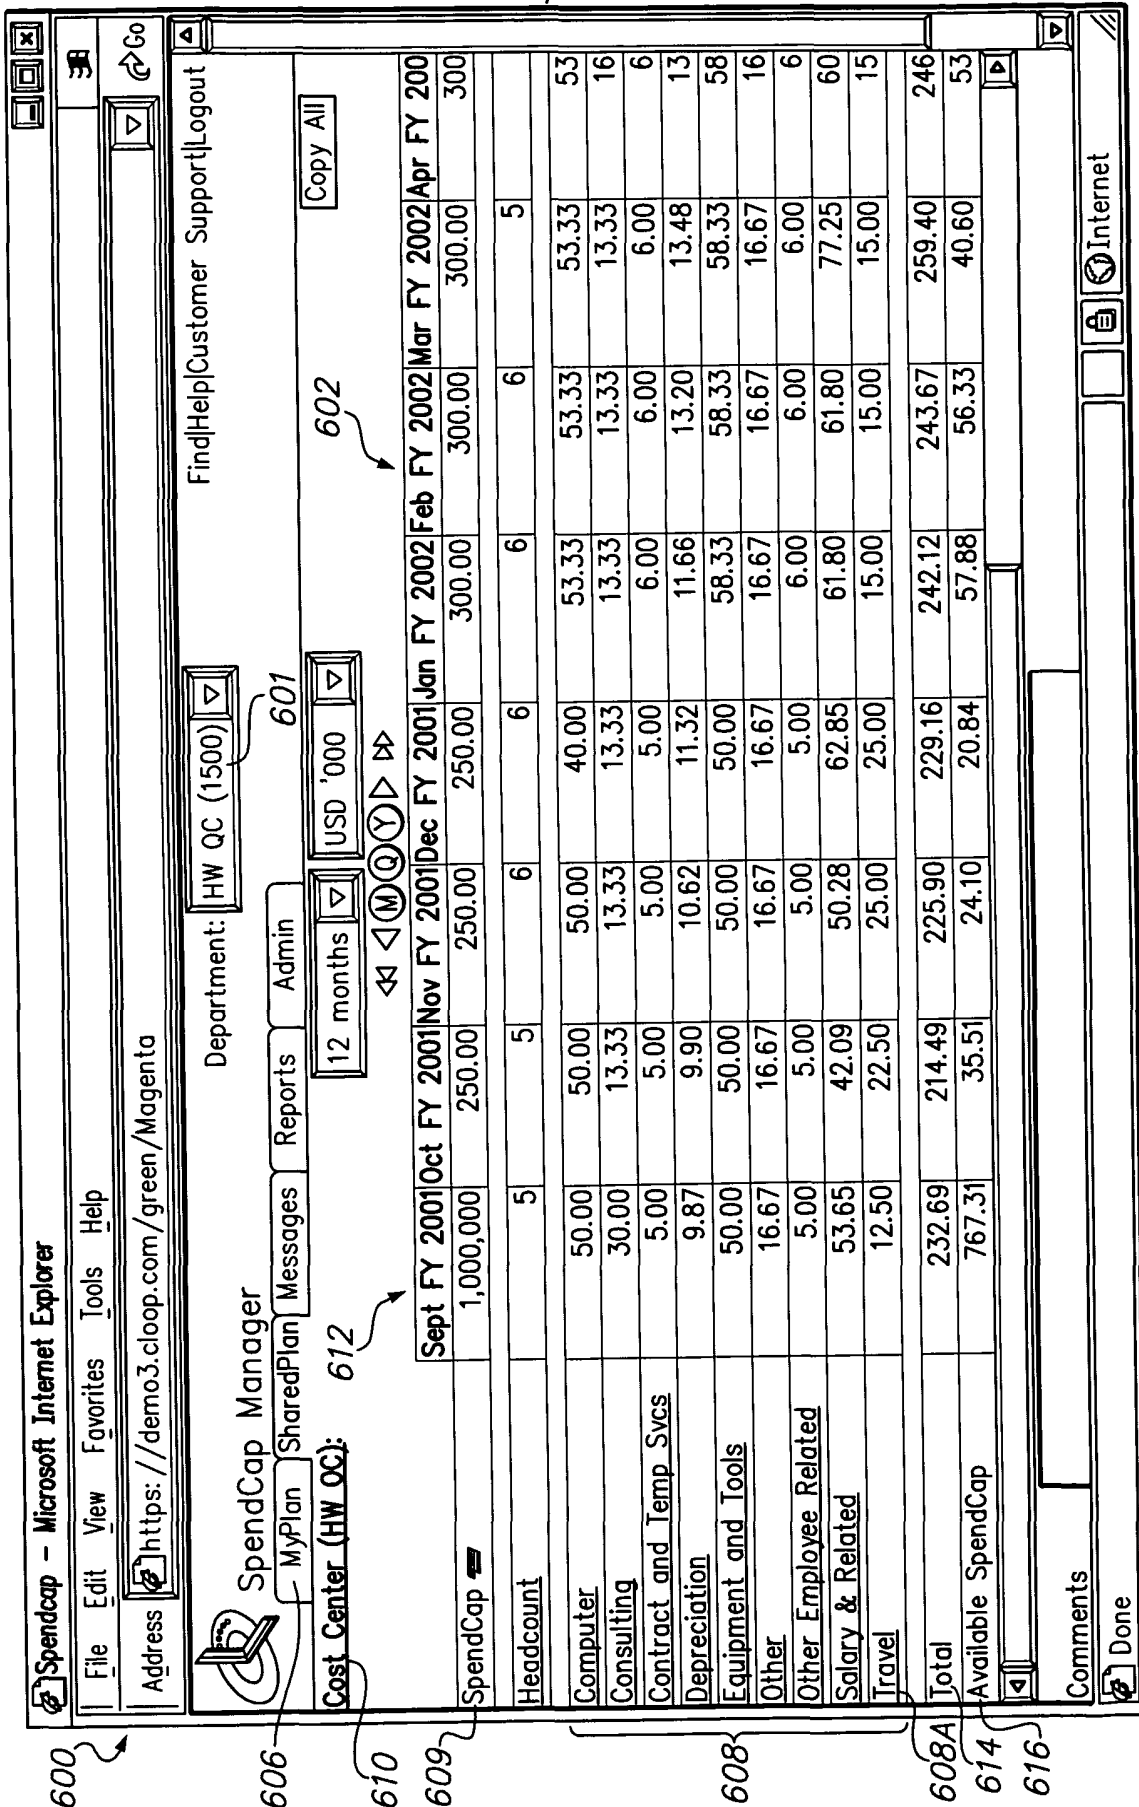 600
Spendcap – Microsoft Internet Explorer
File Edit View Favorites Tools Help
Address https: //demo3.cloop.com/green/Magenta Go
SpendCap Manager Department: HW QC (1500) Find|Help|Customer Support|Logout
601
606
MyPlan SharedPlan Messages Reports Admin
610
Cost Center (HW OC): 12 months USD '000 Copy All
612 M Q Y 602
Sept FY 2001 Oct FY 2001 Nov FY 2001 Dec FY 2001 Jan FY 2002 Feb FY 2002 Mar FY 2002 Apr FY 200
609 SpendCap 1,000,000 250.00 250.00 250.00 300.00 300.00 300.00 300
Headcount 5 5 6 6 6 6 5
608
Computer 50.00 50.00 50.00 40.00 53.33 53.33 53.33 53
Consulting 30.00 13.33 13.33 13.33 13.33 13.33 13.33 16
Contract and Temp Svcs 5.00 5.00 5.00 5.00 6.00 6.00 6.00 6
Depreciation 9.87 9.90 10.62 11.32 11.66 13.20 13.48 13
Equipment and Tools 50.00 50.00 50.00 50.00 58.33 58.33 58.33 58
Other 16.67 16.67 16.67 16.67 16.67 16.67 16.67 16
Other Employee Related 5.00 5.00 5.00 5.00 6.00 6.00 6.00 6
Salary & Related 53.65 42.09 50.28 62.85 61.80 61.80 77.25 60
Travel 12.50 22.50 25.00 25.00 15.00 15.00 15.00 15
608A
614 Total 232.69 214.49 225.90 229.16 242.12 243.67 259.40 246
616 Available SpendCap 767.31 35.51 24.10 20.84 57.88 56.33 40.60 53
Comments
Done Internet